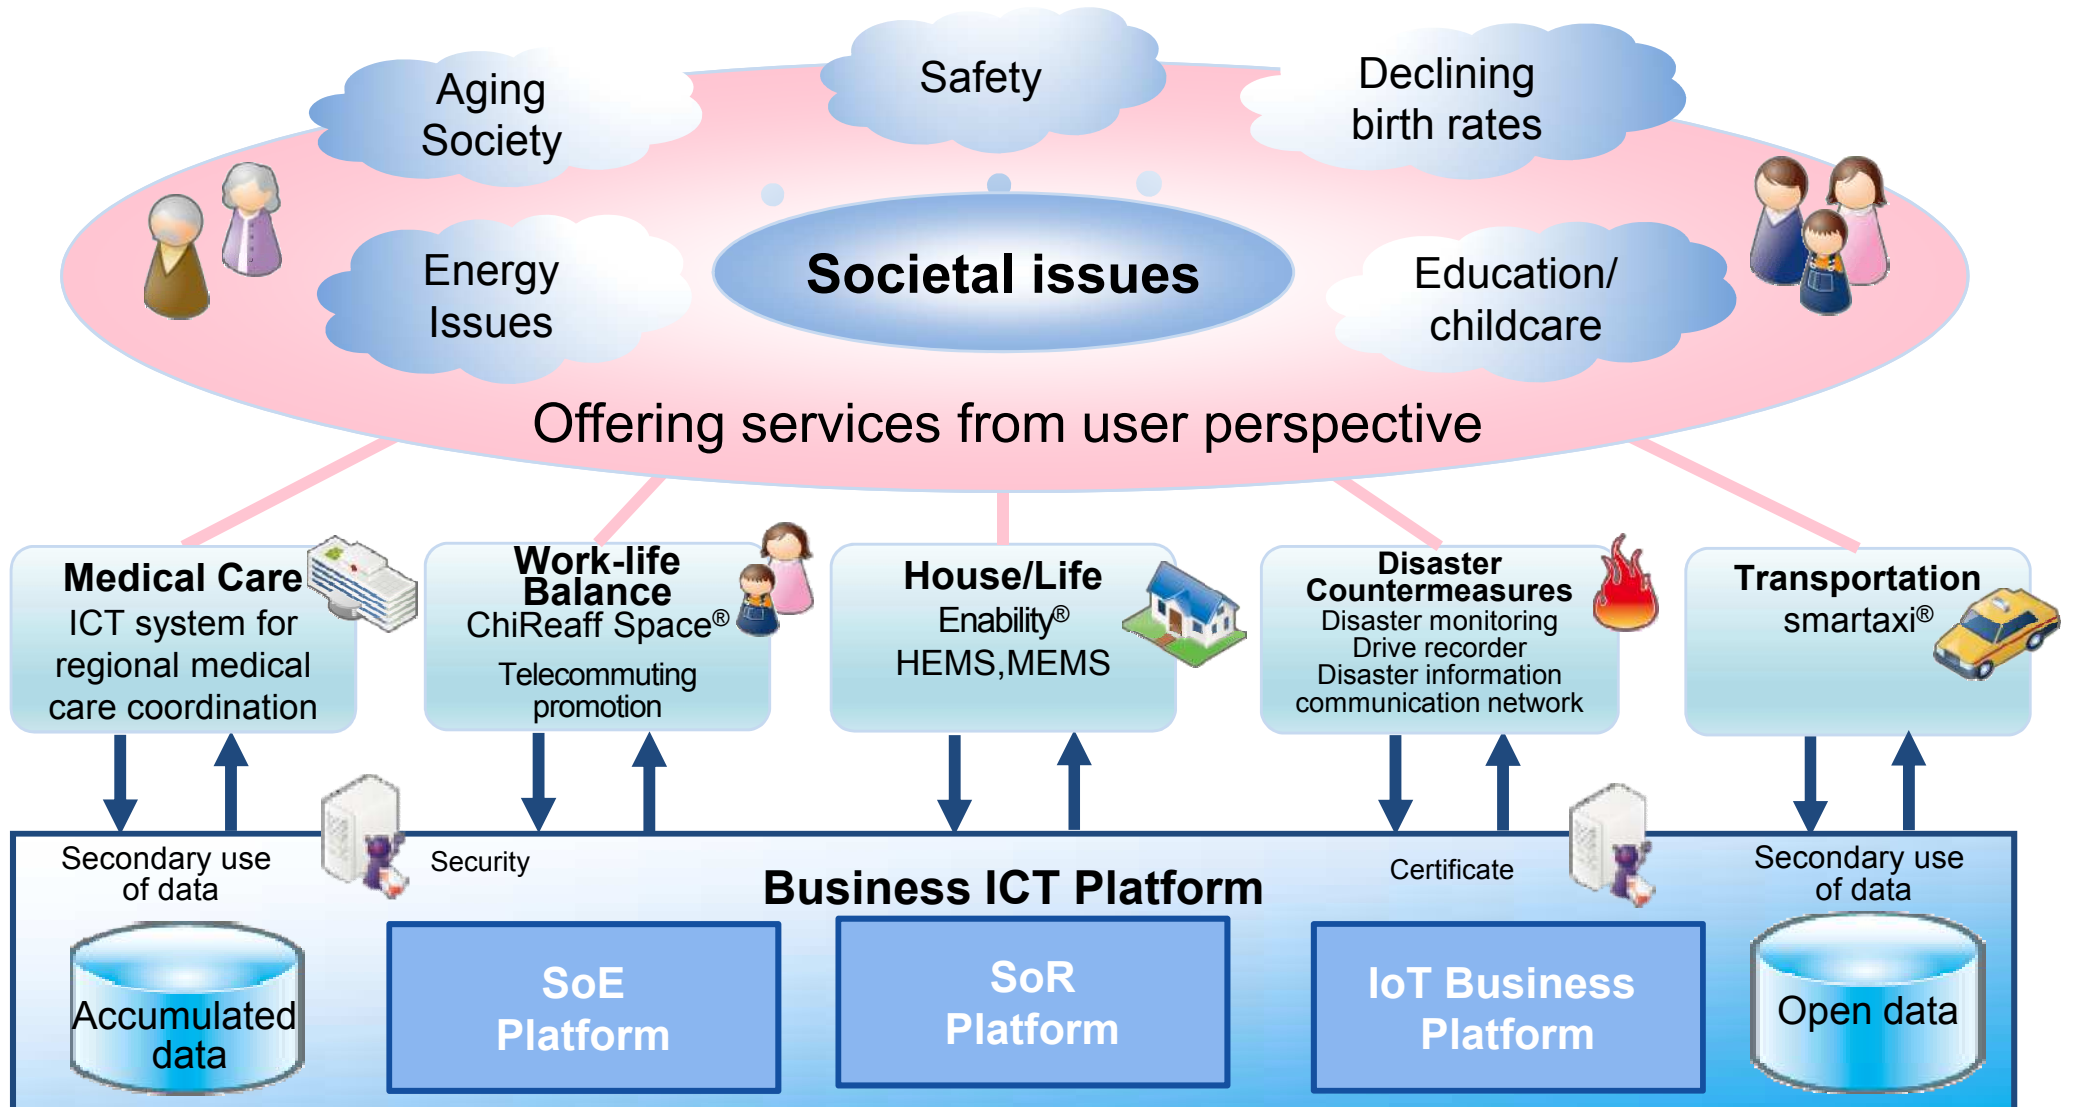 Aging
Society
Safety
Declining
birth rates
Energy
Issues
Societal issues
Education/
childcare
Offering services from user perspective
Medical Care
ICT system for
regional medical
care coordination
Work-life
Balance
ChiReaff Space®
Telecommuting
promotion
House/Life
Enability®
HEMS,MEMS
Disaster
Countermeasures
Disaster monitoring
Drive recorder
Disaster information
communication network
Transportation
smartaxi®
Secondary use
of data
Security
Business ICT Platform
Certificate
Secondary use
of data
Accumulated
data
SoE
Platform
SoR
Platform
IoT Business
Platform
Open data